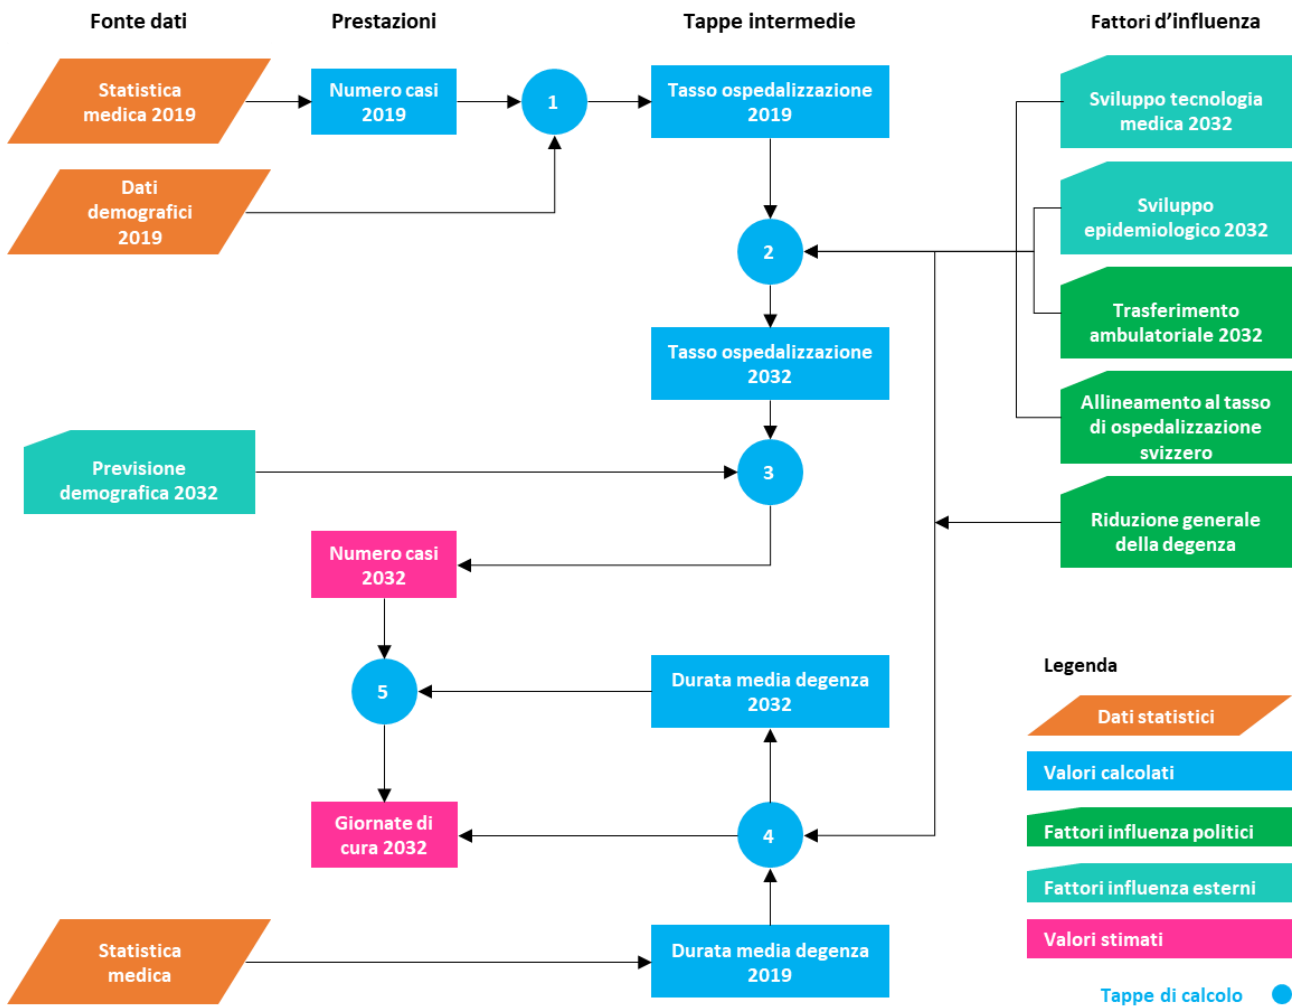 Fonte dati
Prestazioni
Tappe intermedie
Fattori d’influenza
Statistica
medica 2019
Numero casi
2019
1
Tasso ospedalizzazione
2019
Sviluppo tecnologia
medica 2032
Dati
demografici
2019
2
Sviluppo
epidemiologico 2032
Trasferimento
ambulatoriale 2032
Tasso ospedalizzazione
2032
Allineamento al tasso
di ospedalizzazione
svizzero
Previsione
demografica 2032
3
Riduzione generale
della degenza
Numero casi
2032
5
Durata media degenza
2032
Giornate di
cura 2032
4
Statistica
medica
Durata media degenza
2019
Legenda
Dati statistici
Valori calcolati
Fattori influenza politici
Fattori influenza esterni
Valori stimati
Tappe di calcolo